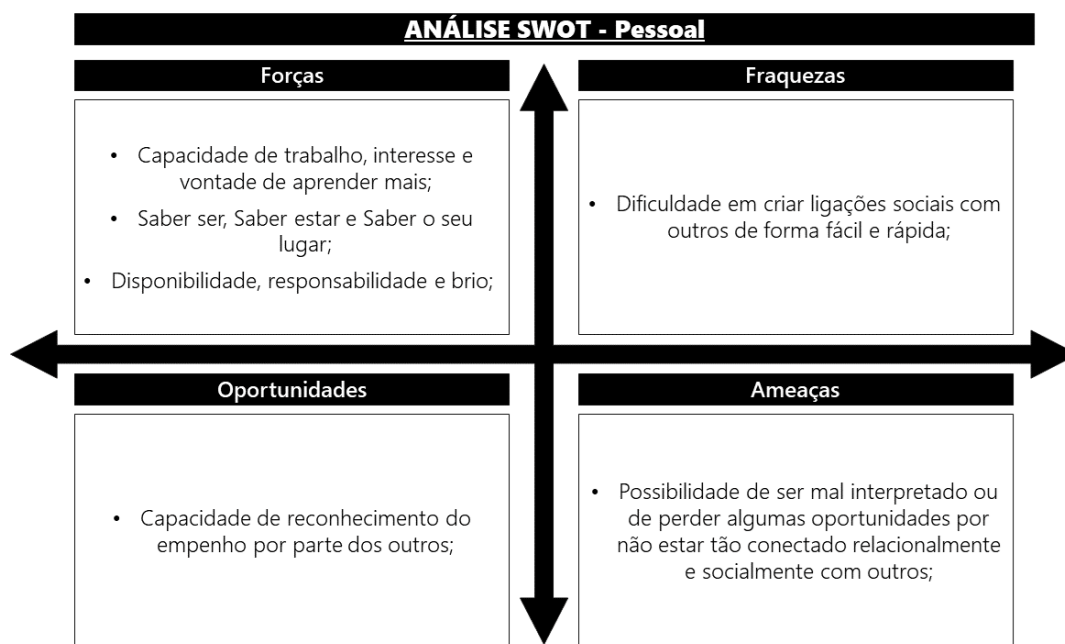 ANÁLISE SWOT - Pessoal
Forças
• Capacidade de trabalho, interesse e
vontade de aprender mais;
• Saber ser, Saber estar e Saber o seu
lugar;
• Disponibilidade, responsabilidade e brio;
Fraquezas
• Dificuldade em criar ligações sociais com
outros de forma fácil e rápida;
Oportunidades
• Capacidade de reconhecimento do
empenho por parte dos outros;
Ameaças
• Possibilidade de ser mal interpretado ou
de perder algumas oportunidades por
não estar tão conectado relacionalmente
e socialmente com outros;